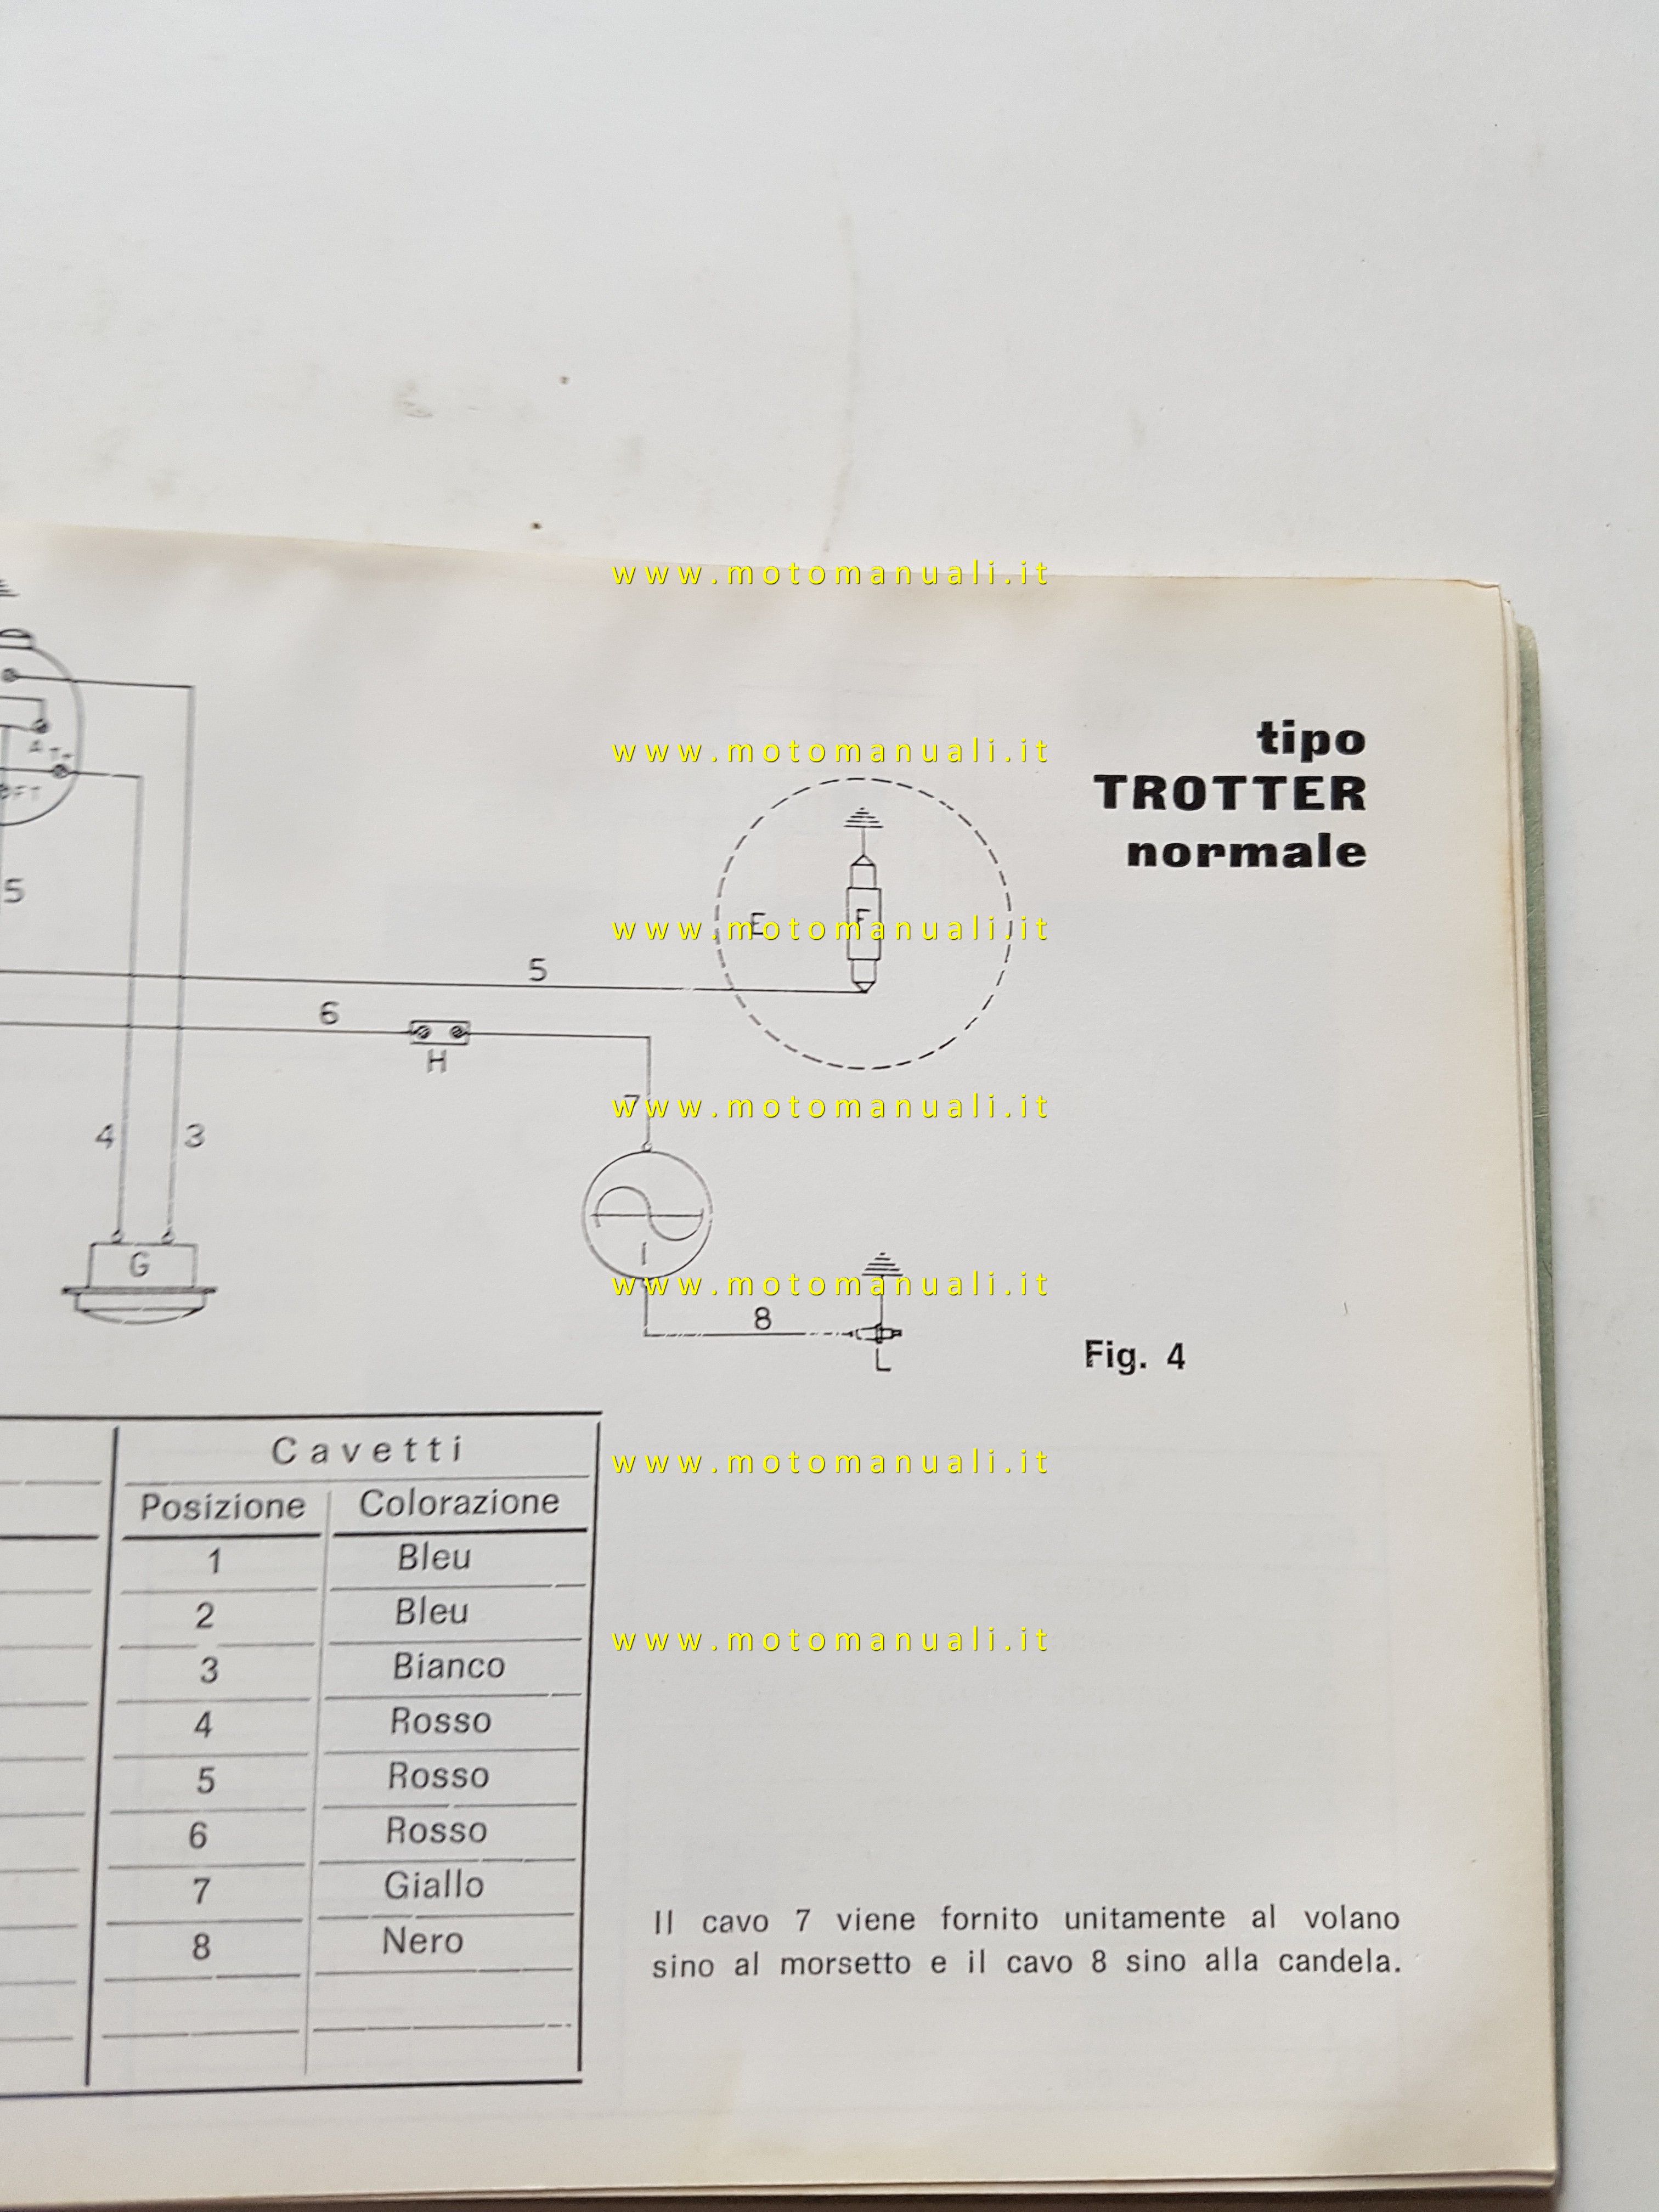 www.motomanuali.it
tipo
TROTTER
normale
www.motomanuali.it
5
E
F
www.motomanuali.it
5
6
H
7
www.motomanuali.it
4
3
G
I
www.motomanuali.it
8
L
Fig. 4
Cavetti
www.motomanuali.it
Posizione Colorazione
1 Bleu
2 Bleu
www.motomanuali.it
3 Bianco
4 Rosso
5 Rosso
6 Rosso
7 Giallo
8 Nero
Il cavo 7 viene fornito unitamente al volano
sino al morsetto e il cavo 8 sino alla candela.